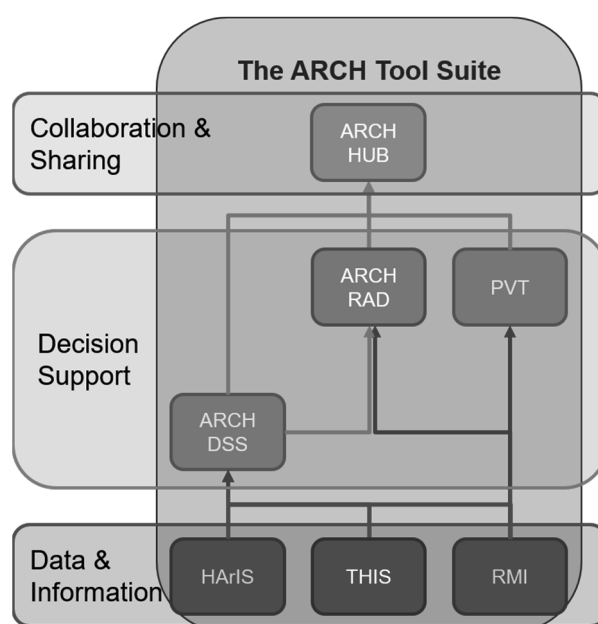 The ARCH Tool Suite
Collaboration &
Sharing
ARCH
HUB
ARCH
RAD
PVT
Decision
Support
ARCH
DSS
Data &
Information
HArIS
THIS
RMI